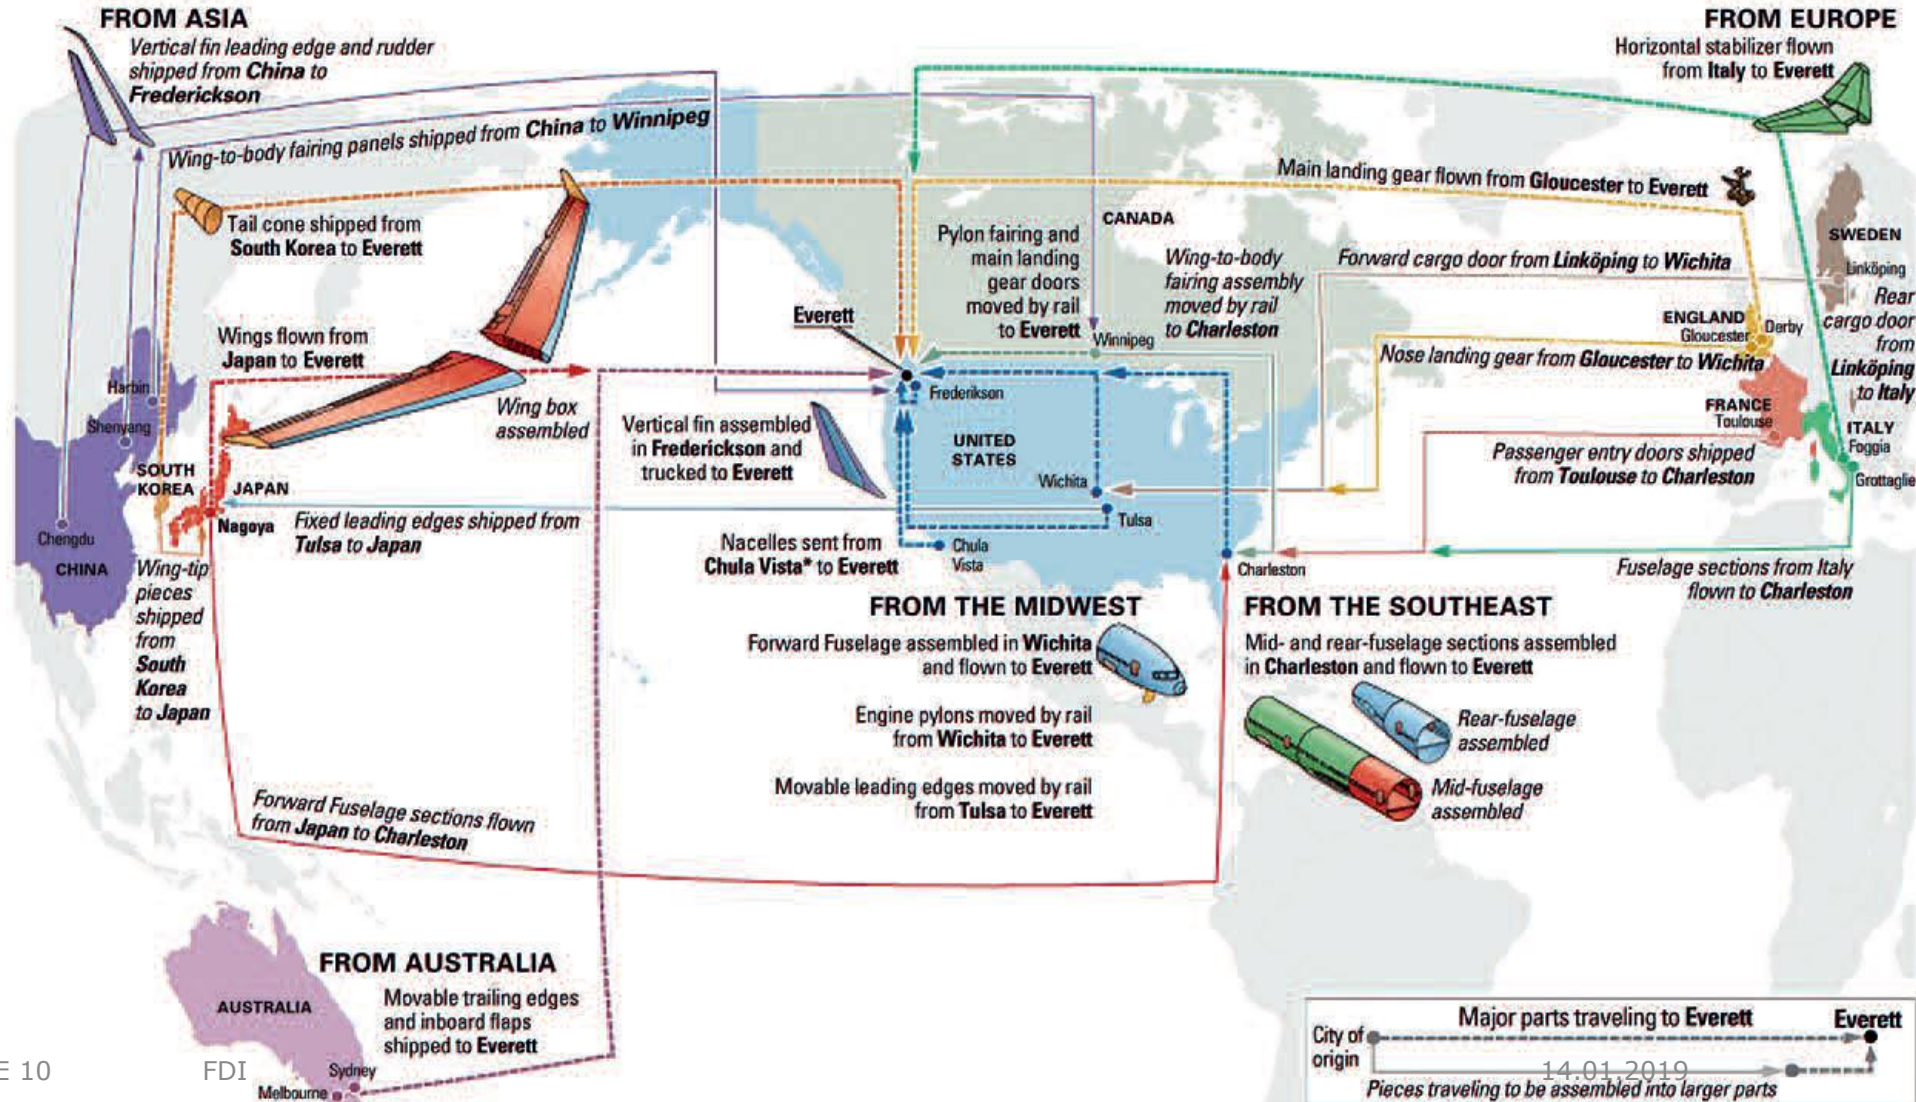 FROM ASIA
Vertical fin leading edge and rudder
shipped from China to
Frederickson
Wing-to-body fairing panels shipped from China to Winnipeg
Tail cone shipped from
South Korea to Everett
Wings flown from
Japan to Everett
Wing box
assembled
Harbin
Shenyang
SOUTH
KOREA
JAPAN
Nagoya
Chengdu
CHINA
Fixed leading edges shipped from
Tulsa to Japan
Wing-tip
pieces
shipped
from
South
Korea
to Japan
Forward Fuselage sections flown
from Japan to Charleston
FROM EUROPE
Horizontal stabilizer flown
from Italy to Everett
Main landing gear flown from Gloucester to Everett
CANADA
Pylon fairing and
main landing
gear doors
moved by rail
to Everett
Wing-to-body
fairing assembly
moved by rail
to Charleston
Forward cargo door from Linköping to Wichita
SWEDEN
Linköping
Rear
cargo door
from
Linköping
to Italy
ENGLAND
Gloucester
Derby
Nose landing gear from Gloucester to Wichita
FRANCE
Toulouse
Passenger entry doors shipped
from Toulouse to Charleston
ITALY
Foggia
Grottaglie
Fuselage sections from Italy
flown to Charleston
Everett
Winnipeg
Frederikson
UNITED
STATES
Wichita
Tulsa
Chula
Vista
Charleston
Vertical fin assembled
in Frederickson and
trucked to Everett
Nacelles sent from
Chula Vista* to Everett
FROM THE MIDWEST
Forward Fuselage assembled in Wichita
and flown to Everett
Engine pylons moved by rail
from Wichita to Everett
Movable leading edges moved by rail
from Tulsa to Everett
FROM THE SOUTHEAST
Mid- and rear-fuselage sections assembled
in Charleston and flown to Everett
Rear-fuselage
assembled
Mid-fuselage
assembled
FROM AUSTRALIA
Movable trailing edges
and inboard flaps
shipped to Everett
AUSTRALIA
Sydney
Melbourne
Major parts traveling to Everett
Everett
City of
origin
Pieces traveling to be assembled into larger parts
E 10
FDI
14.01.2019